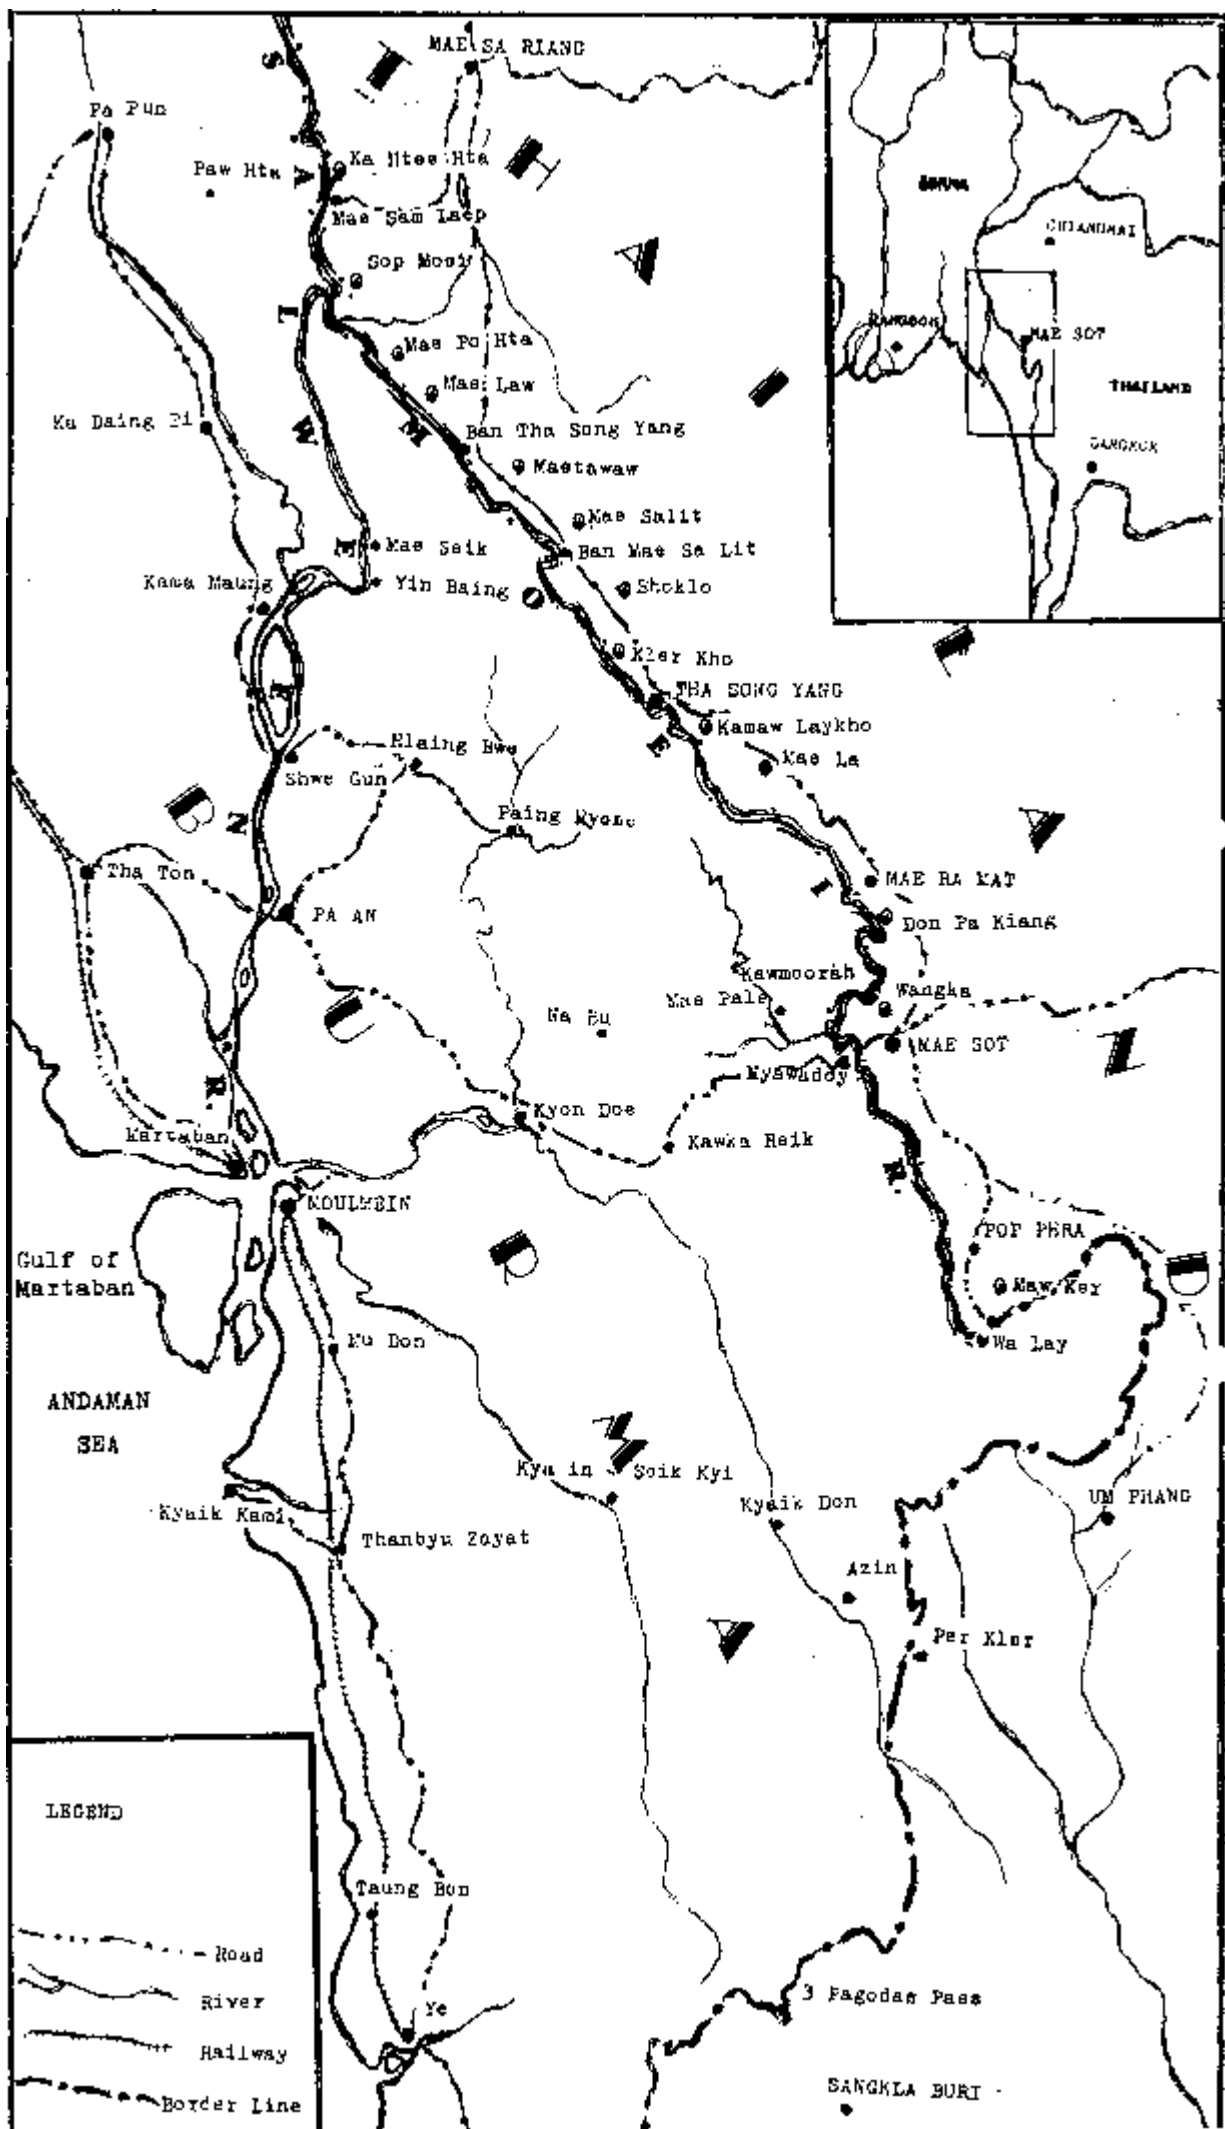 MAE SA RIANG
Pa Pun
Ka Htee Hta
Paw Hta
Mae Sam Laep
Sop Moei
Mae Po Hta
Mae Law
Ban Tha Song Yang
Ka Daing Ti
Maetawaw
Mae Salit
Ban Mae Sa Lit
Mae Seik
Yin Baing
Kama Maung
Shoklo
Kler Kho
THA SONG YANG
Kamaw Laykho
Mae La
Hlaing Bwe
Shwe Gun
Paing Kyone
Tha Ton
PA AN
MAE RA MAT
Don Pa Kiang
Kawmoorah
Wangka
Mae Pale
Na Bu
MAE SOT
Myawaddy
Kyon Doe
Kawka Reik
Martaban
MOULMEIN
POP PHRA
Gulf of
Martaban
Maw Ker
Wa Lay
Mu Don
ANDAMAN
SEA
Kya in Seik Kyi
Kyaik Don
UM PHANG
Kyaik Kami
Thanbyu Zayat
Azin
Per Kler
Taung Bon
Ye
3 Pagodas Pass
SANGKLA BURI
S A L W E E N R.
M O E I R.
T H A I L A N D
B U R M A
BURMA
CHIANGMAI
RANGOON
MAE SOT
THAILAND
BANGKOK
LEGEND
Road
River
Railway
Border Line